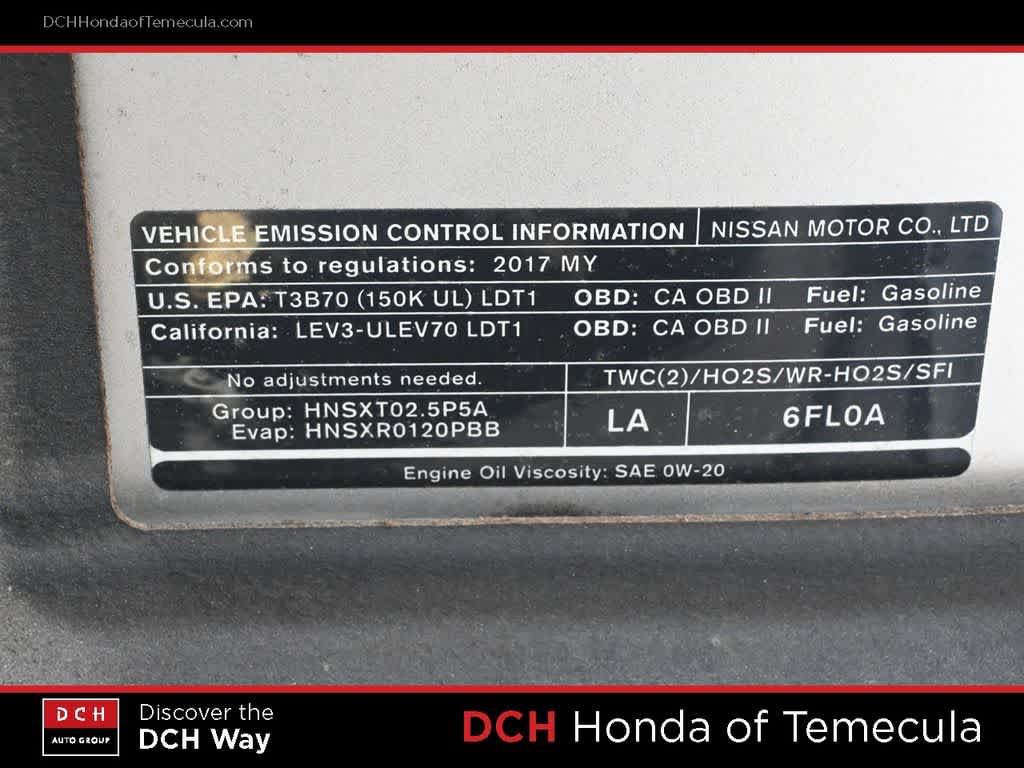 DCHHondaofTemecula.com
VEHICLE EMISSION CONTROL INFORMATION NISSAN MOTOR CO., LTD
Conforms to regulations: 2017 MY
U.S. EPA: T3B70 (150K UL) LDT1 OBD: CA OBD II Fuel: Gasoline
California: LEV3-ULEV70 LDT1 OBD: CA OBD II Fuel: Gasoline
No adjustments needed. TWC(2)/HO2S/WR-HO2S/SFI
Group: HNSXT02.5P5A
Evap: HNSXR0120PBB
LA 6FL0A
Engine Oil Viscosity: SAE 0W-20
DCH
AUTO GROUP
Discover the
DCH Way
DCH Honda of Temecula